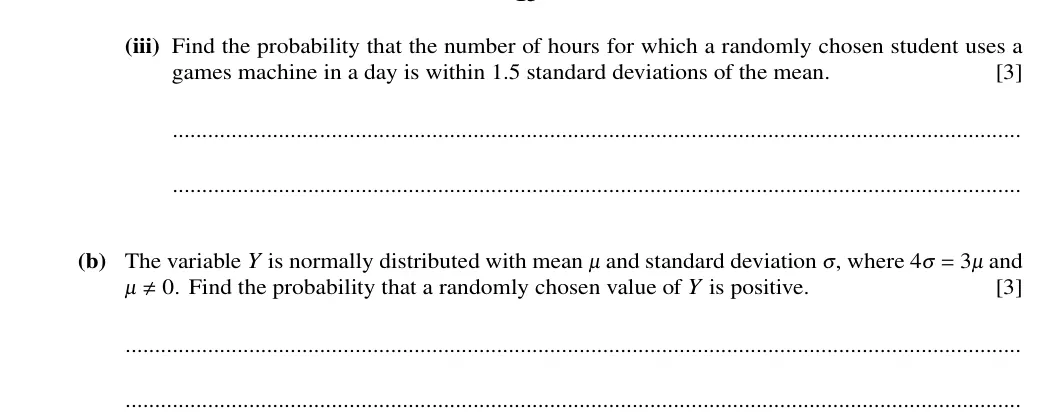 (iii) Find the probability that the number of hours for which a randomly chosen student uses a
games machine in a day is within 1.5 standard deviations of the mean. [3]
................................................................................
................................................................................
(b) The variable Y is normally distributed with mean μ and standard deviation σ, where 4σ = 3μ and
μ ≠ 0. Find the probability that a randomly chosen value of Y is positive. [3]
................................................................................
................................................................................